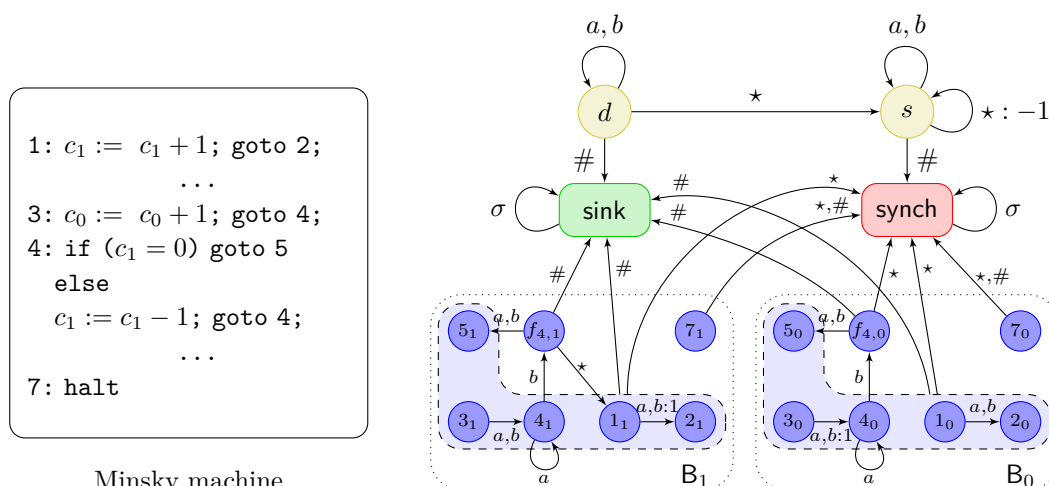 1: c₁ := c₁ + 1; goto 2;
...
3: c₀ := c₀ + 1; goto 4;
4: if (c₁ = 0) goto 5
else
c₁ := c₁ − 1; goto 4;
...
7: halt
a, b
a, b
d
⋆
s
⋆ : −1
#
#
σ
sink
#
#
⋆
⋆,#
synch
σ
#
#
⋆
⋆
⋆,#
5₁
a,b
f₄,₁
7₁
5₀
a,b
f₄,₀
7₀
b
⋆
b
3₁
a,b
4₁
1₁
a,b:1
2₁
3₀
a,b:1
4₀
1₀
a,b
2₀
a
B₁
a
B₀